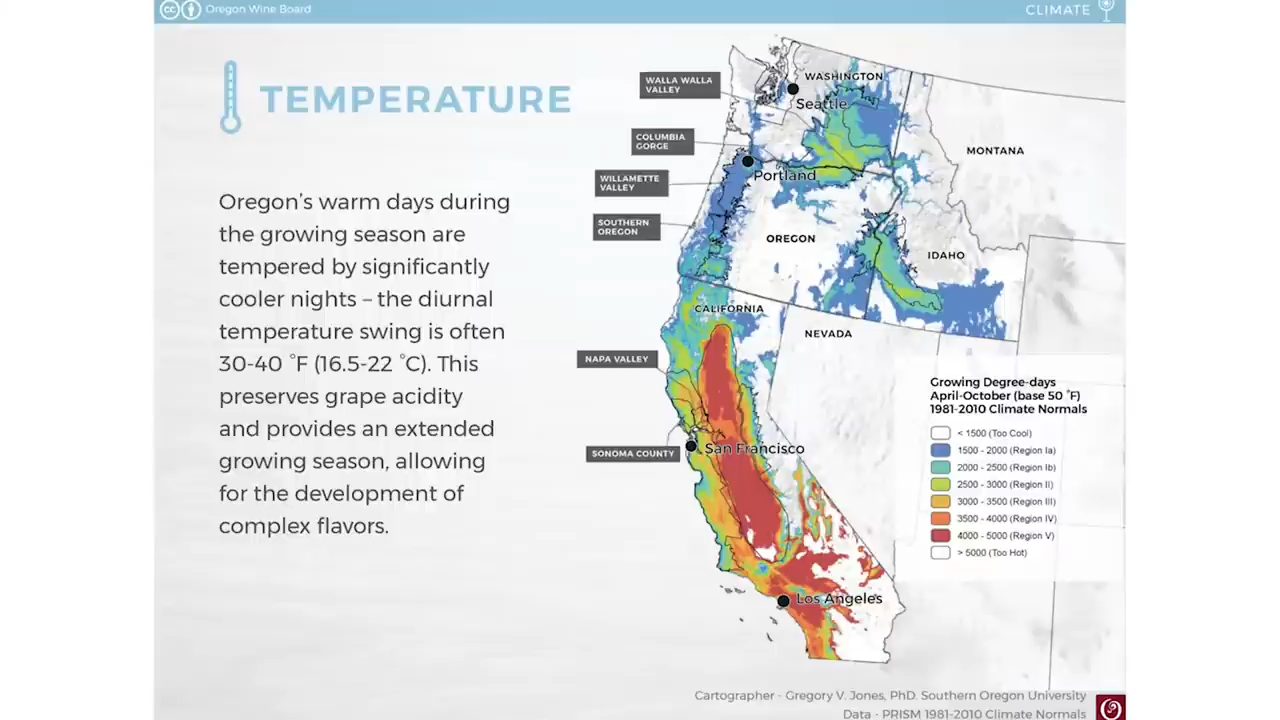 Oregon Wine Board
CLIMATE
TEMPERATURE
Oregon's warm days during
the growing season are
tempered by significantly
cooler nights – the diurnal
temperature swing is often
30-40 ˚F (16.5-22 ˚C). This
preserves grape acidity
and provides an extended
growing season, allowing
for the development of
complex flavors.
WALLA WALLA
VALLEY
COLUMBIA
GORGE
WILLAMETTE
VALLEY
SOUTHERN
OREGON
NAPA VALLEY
SONOMA COUNTY
WASHINGTON
Seattle
MONTANA
Portland
OREGON
IDAHO
CALIFORNIA
NEVADA
San Francisco
Los Angeles
Growing Degree-days
April-October (base 50 ˚F)
1981-2010 Climate Normals
< 1500 (Too Cool)
1500 - 2000 (Region Ia)
2000 - 2500 (Region Ib)
2500 - 3000 (Region II)
3000 - 3500 (Region III)
3500 - 4000 (Region IV)
4000 - 5000 (Region V)
> 5000 (Too Hot)
Cartographer - Gregory V. Jones, PhD. Southern Oregon University
Data - PRISM 1981-2010 Climate Normals